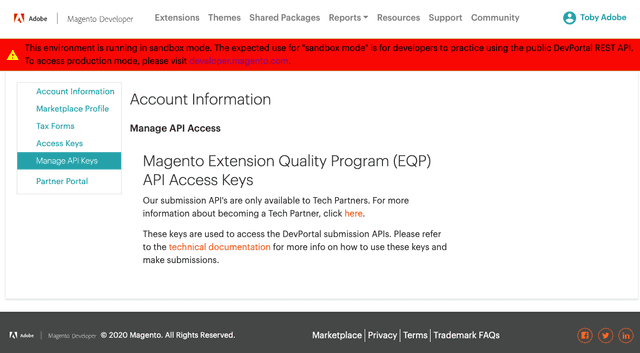 Adobe | Magento Developer Extensions Themes Shared Packages Reports Resources Support Community Toby Adobe
This environment is running in sandbox mode. The expected use for "sandbox mode" is for developers to practice using the public DevPortal REST API.
To access production mode, please visit developer.magento.com.
Account Information
Marketplace Profile
Tax Forms
Access Keys
Manage API Keys
Partner Portal
Account Information
Manage API Access
Magento Extension Quality Program (EQP)
API Access Keys
Our submission API's are only available to Tech Partners. For more
information about becoming a Tech Partner, click here.
These keys are used to access the DevPortal submission APIs. Please refer
to the technical documentation for more info on how to use these keys and
make submissions.
Adobe | Magento Developer © 2020 Magento. All Rights Reserved. Marketplace | Privacy | Terms | Trademark FAQs